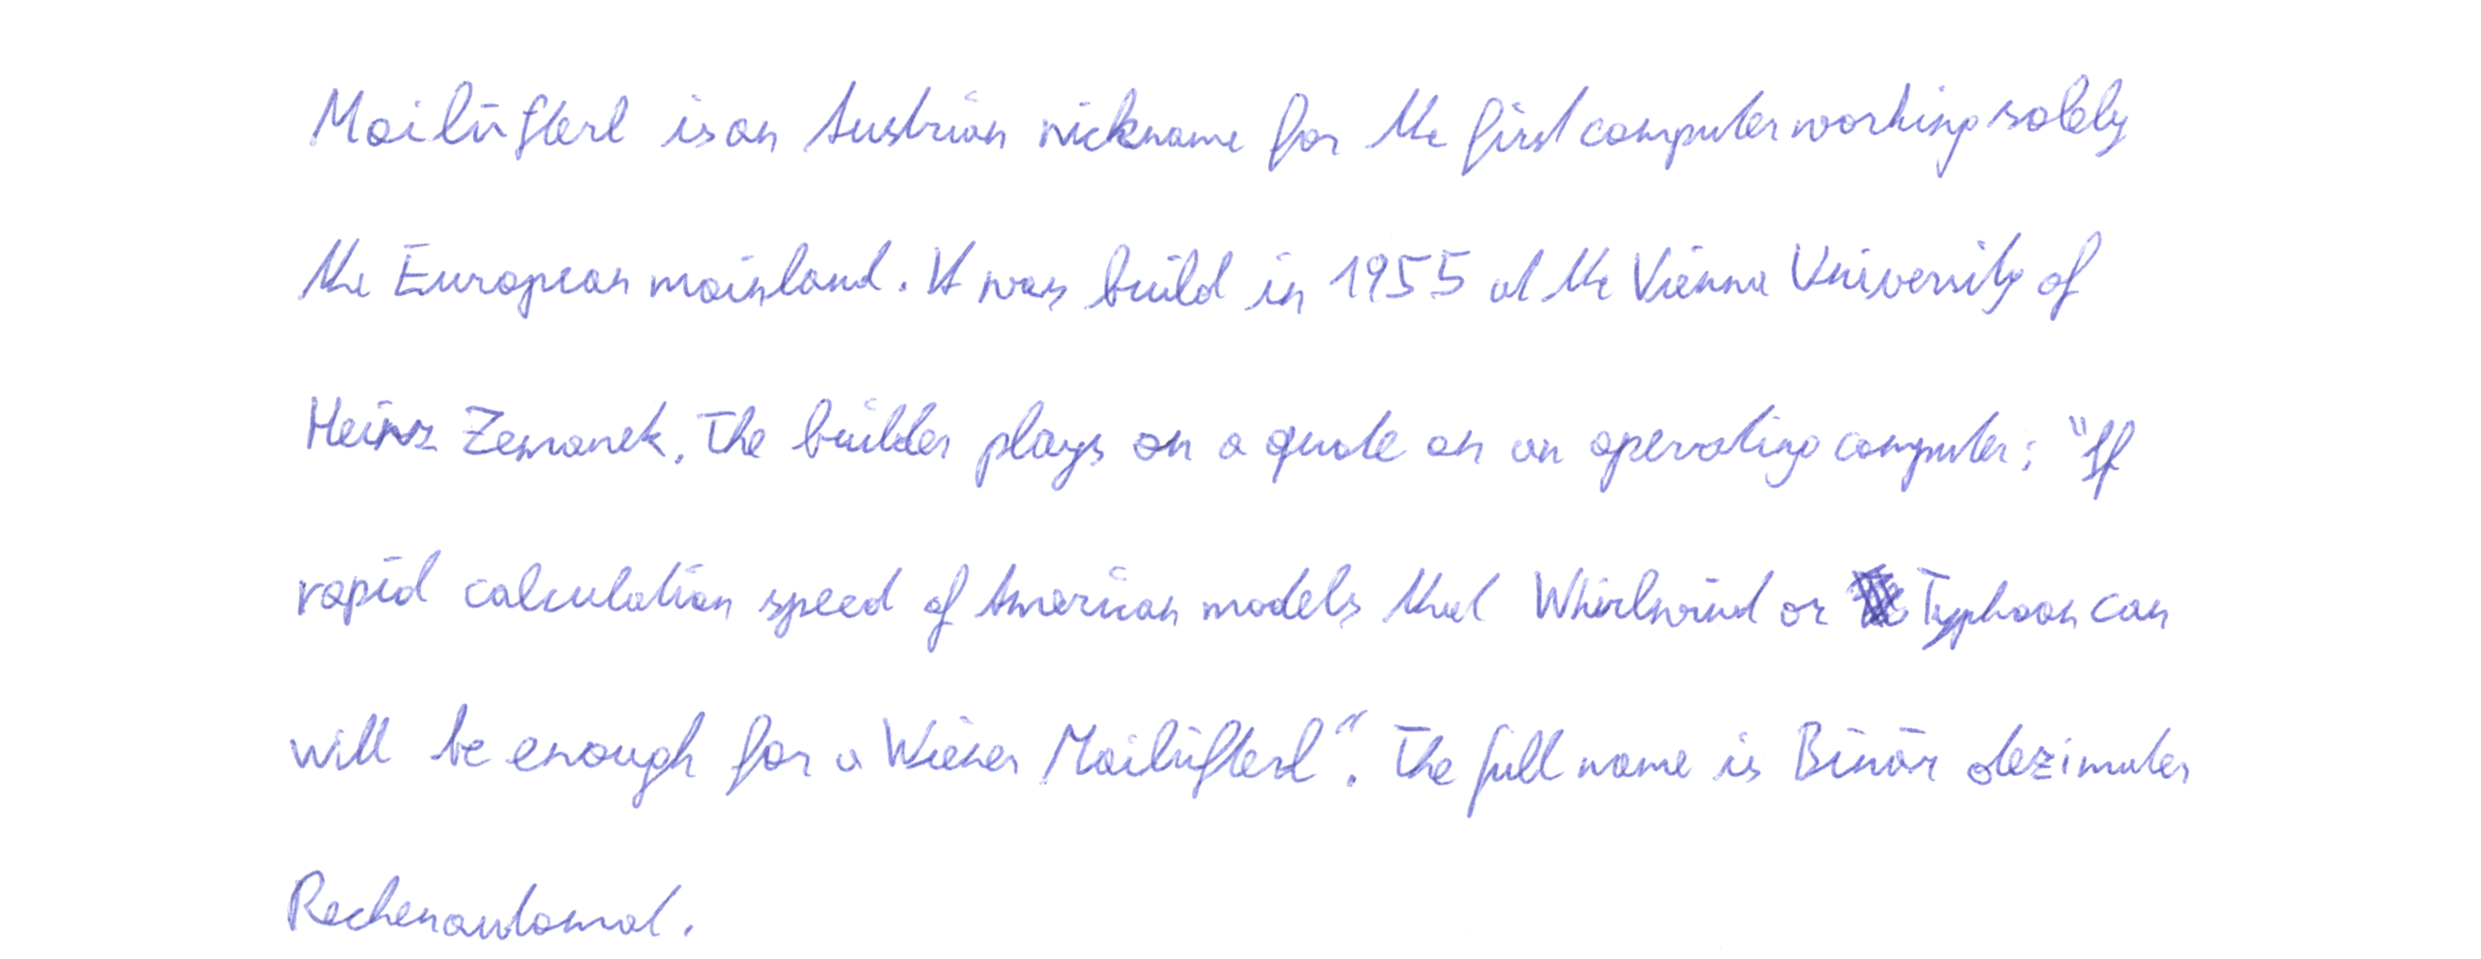 Mailüfterl is an Austrian nickname for the first computer working solely
the European mainland. It was build in 1955 at the Vienna University of
Heinz Zemanek. The builder plays on a quote on an operating computer: "If
rapid calculation speed of American models that Whirlwind or Typhoon can
will be enough for a Wiener Mailüfterl". The full name is Binär dezimaler
Rechenautomat.